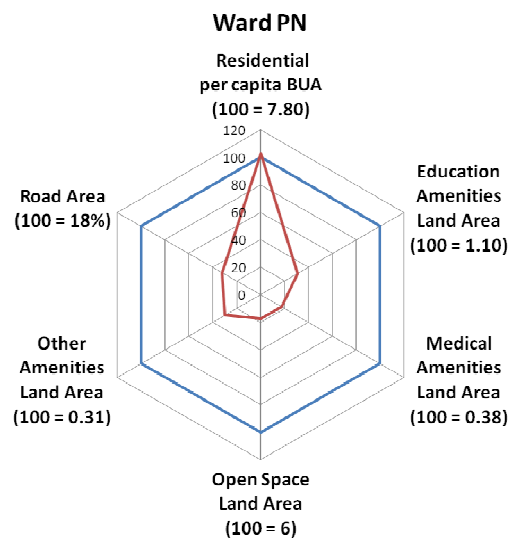 Ward PN
Residential
per capita BUA
(100 = 7.80)
120
100
80
60
40
20
0
Education
Amenities
Land Area
(100 = 1.10)
Medical
Amenities
Land Area
(100 = 0.38)
Open Space
Land Area
(100 = 6)
Other
Amenities
Land Area
(100 = 0.31)
Road Area
(100 = 18%)